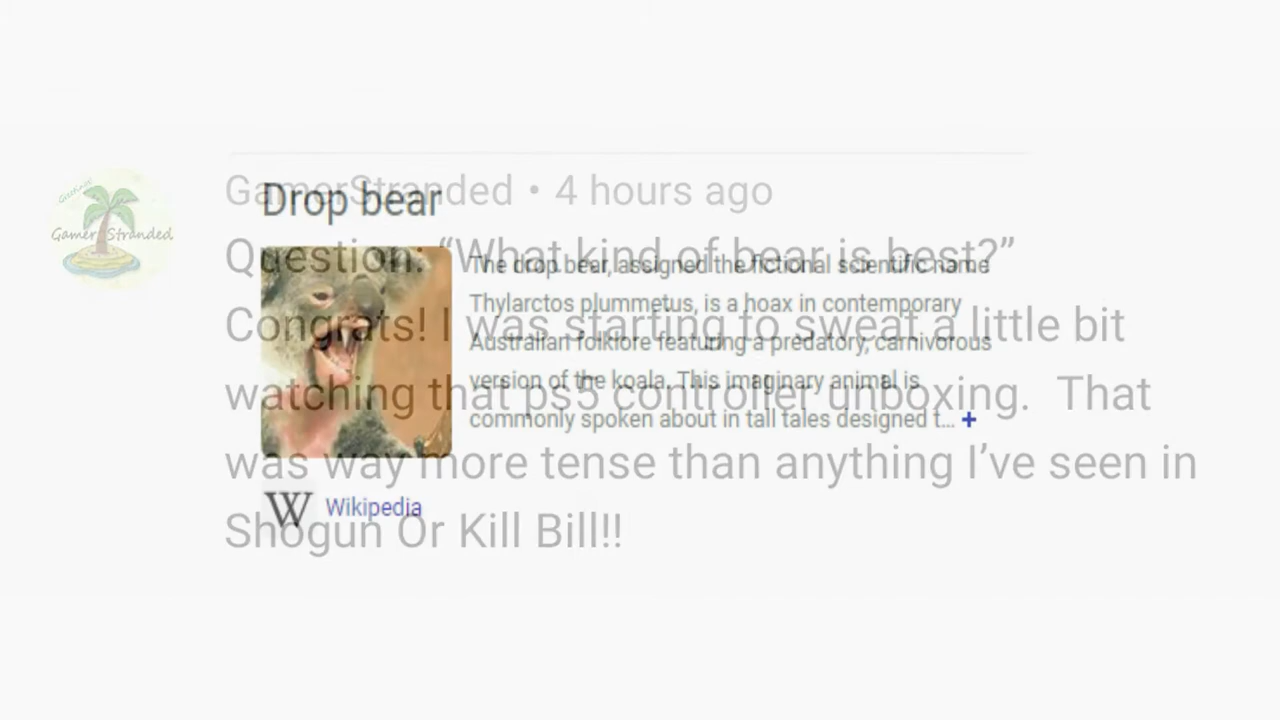 Greetings!
Gamer Stranded
GamerStranded • 4 hours ago
Question: “What kind of bear is best?”
Congrats! I was starting to sweat a little bit
watching that ps5 controller unboxing. That
was way more tense than anything I’ve seen in
Shogun Or Kill Bill!!
Drop bear
The drop bear, assigned the fictional scientific name
Thylarctos plummetus, is a hoax in contemporary
Australian folklore featuring a predatory, carnivorous
version of the koala. This imaginary animal is
commonly spoken about in tall tales designed t... +
W Wikipedia